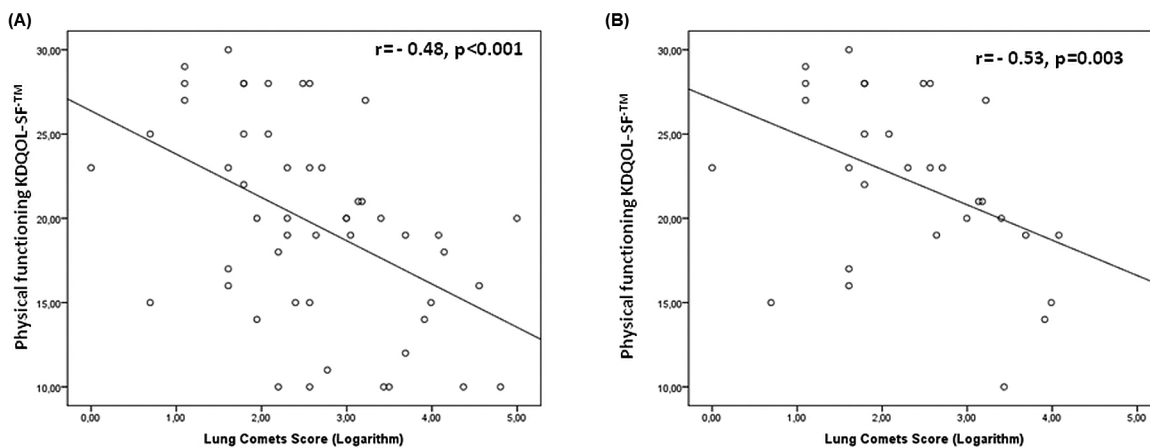 (A)
r= - 0.48, p<0.001
Physical functioning KDQOL-SF-TM
30,00
25,00
20,00
15,00
10,00
0,00 1,00 2,00 3,00 4,00 5,00
Lung Comets Score (Logarithm)
(B)
r= - 0.53, p=0.003
Physical functioning KDQOL-SF-TM
30,00
25,00
20,00
15,00
10,00
0,00 1,00 2,00 3,00 4,00 5,00
Lung Comets Score (Logarithm)